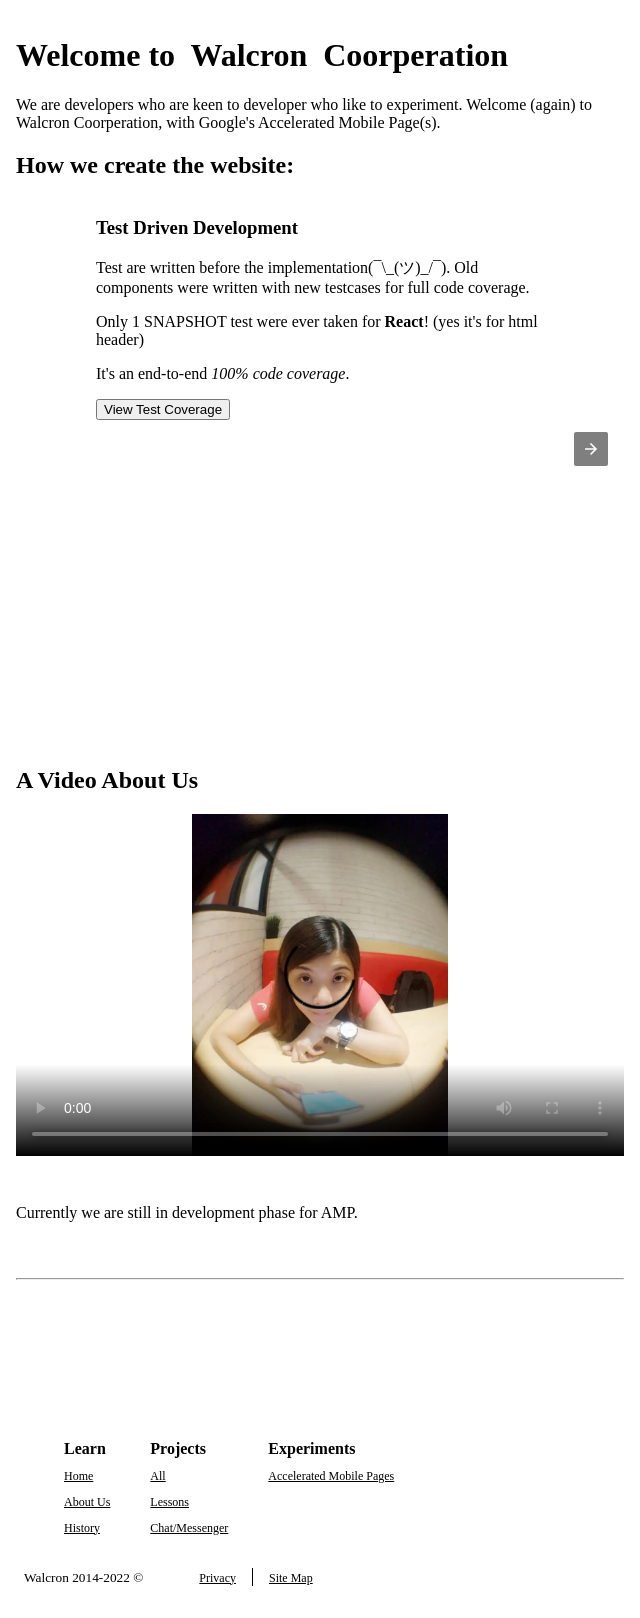 Welcome to Walcron Coorperation
We are developers who are keen to developer who like to experiment. Welcome (again) to
Walcron Coorperation, with Google's Accelerated Mobile Page(s).
How we create the website:
Test Driven Development
Test are written before the implementation(¯\_(ツ)_/¯). Old
components were written with new testcases for full code coverage.
Only 1 SNAPSHOT test were ever taken for React! (yes it's for html
header)
It's an end-to-end 100% code coverage.
View Test Coverage
A Video About Us
0:00
Currently we are still in development phase for AMP.
Learn Projects Experiments
Home All Accelerated Mobile Pages
About Us Lessons
History Chat/Messenger
Walcron 2014-2022 © Privacy Site Map